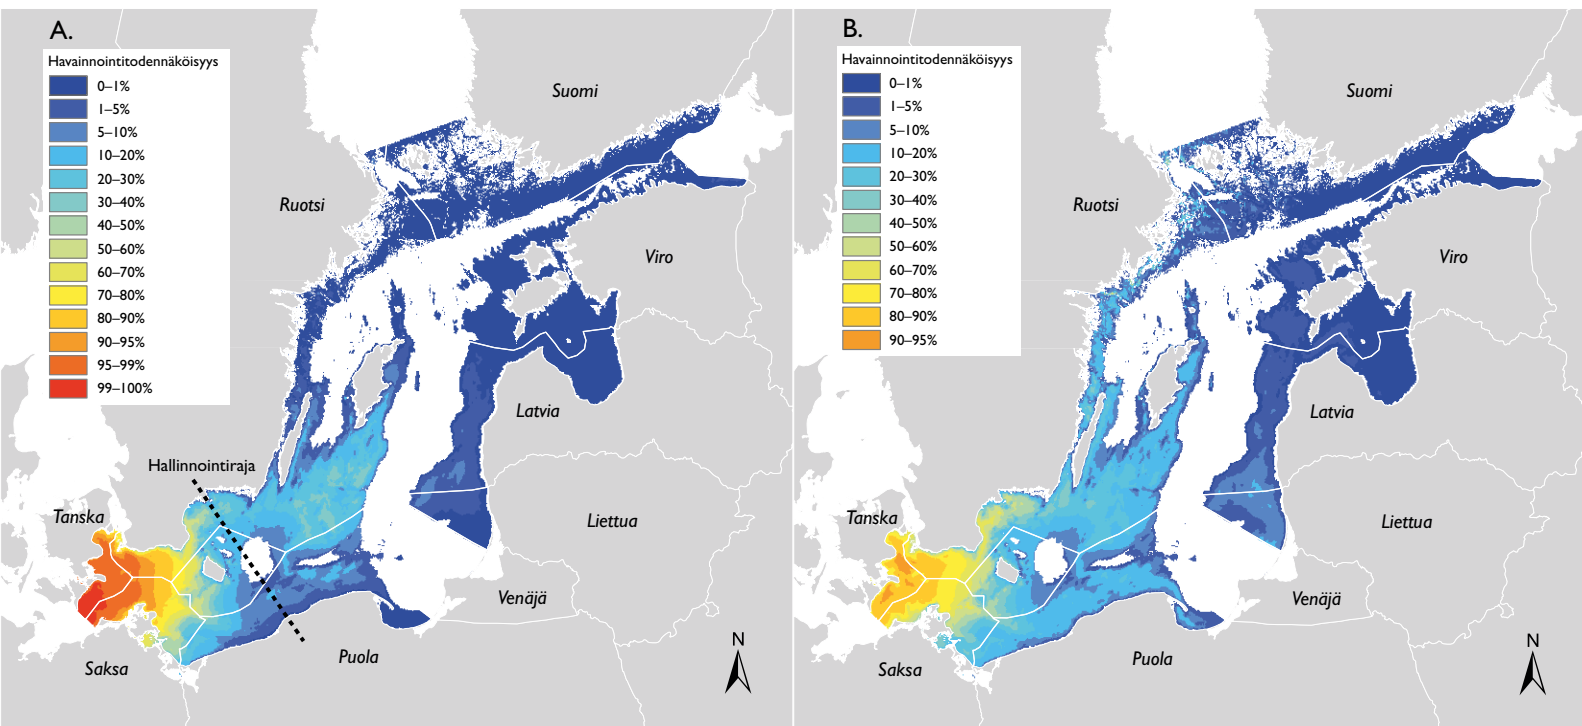 A.
Havainnointitodennäköisyys
0–1%
1–5%
5–10%
10–20%
20–30%
30–40%
40–50%
50–60%
60–70%
70–80%
80–90%
90–95%
95–99%
99–100%
Suomi
Ruotsi
Viro
Latvia
Hallinnointiraja
Tanska
Liettua
Venäjä
Puola
Saksa
N
B.
Havainnointitodennäköisyys
0–1%
1–5%
5–10%
10–20%
20–30%
30–40%
40–50%
50–60%
60–70%
70–80%
80–90%
90–95%
Suomi
Ruotsi
Viro
Latvia
Tanska
Liettua
Venäjä
Puola
Saksa
N